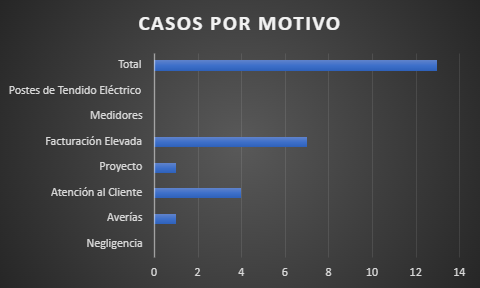 CASOS POR MOTIVO
Total
Postes de Tendido Eléctrico
Medidores
Facturación Elevada
Proyecto
Atención al Cliente
Averías
Negligencia
0 2 4 6 8 10 12 14